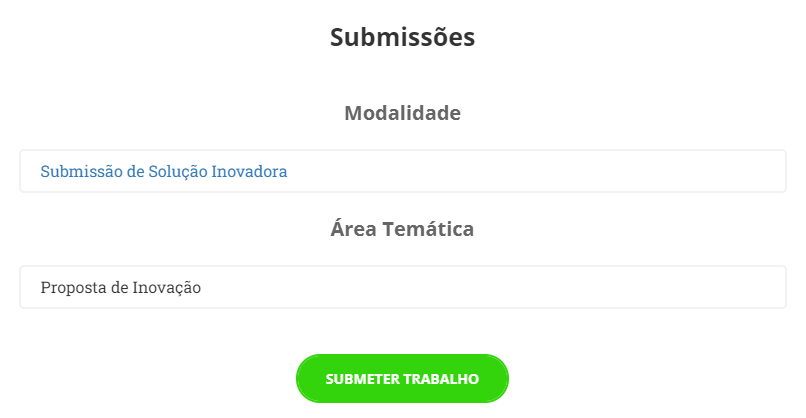 Submissões
Modalidade
Submissão de Solução Inovadora
Área Temática
Proposta de Inovação
SUBMETER TRABALHO